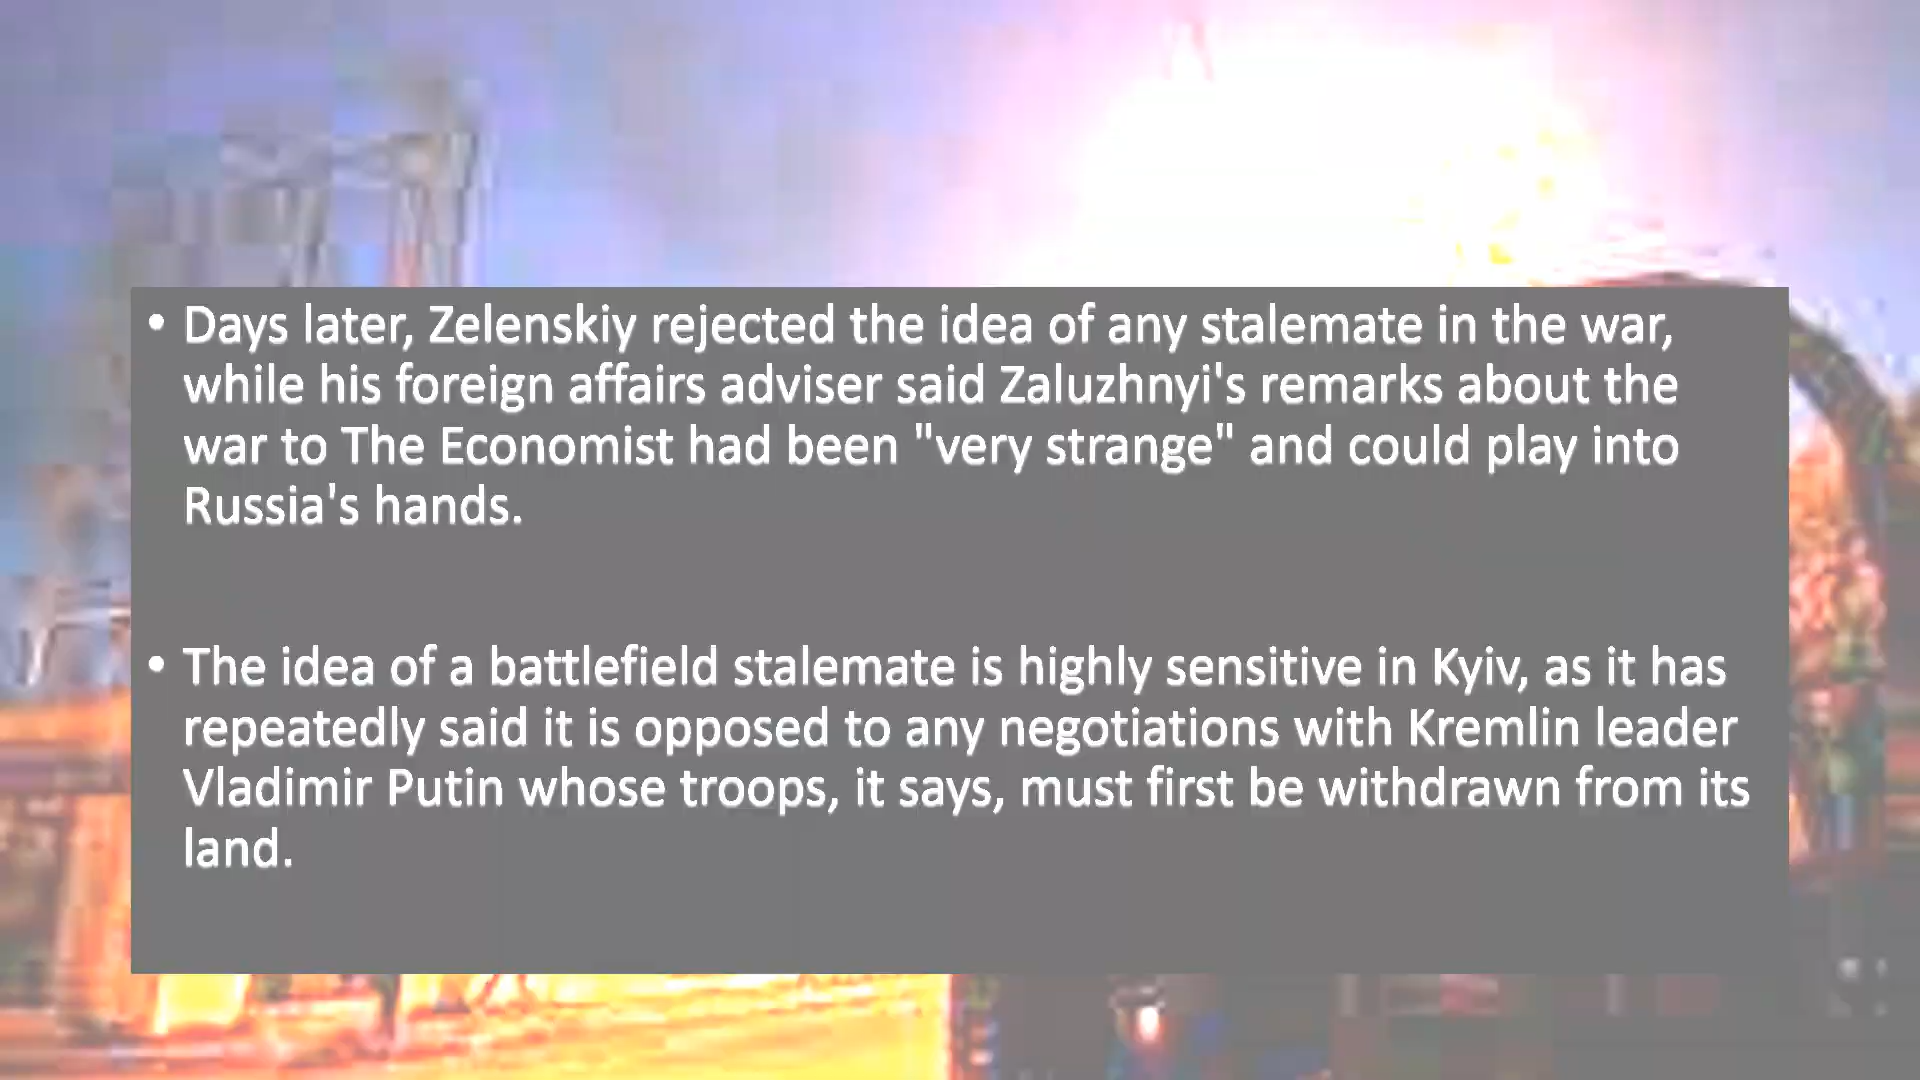 • Days later, Zelenskiy rejected the idea of any stalemate in the war,
while his foreign affairs adviser said Zaluzhnyi's remarks about the
war to The Economist had been "very strange" and could play into
Russia's hands.
• The idea of a battlefield stalemate is highly sensitive in Kyiv, as it has
repeatedly said it is opposed to any negotiations with Kremlin leader
Vladimir Putin whose troops, it says, must first be withdrawn from its
land.